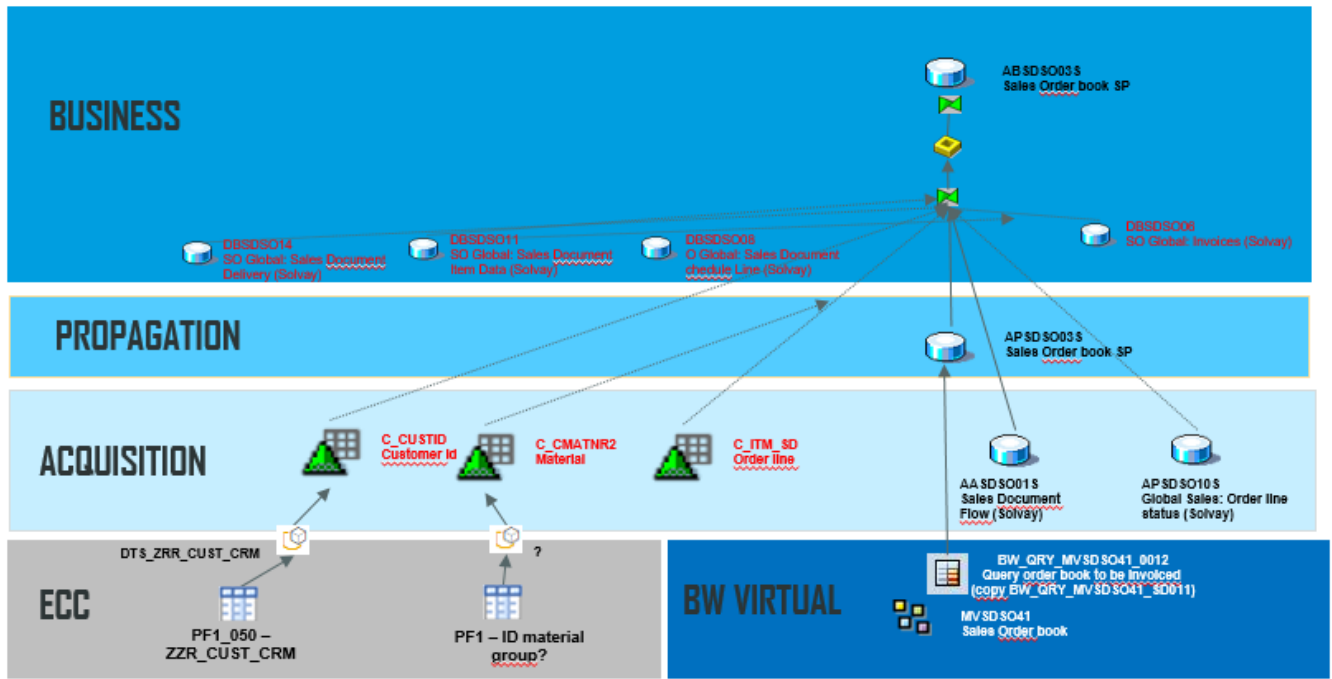 BUSINESS
ABSDSO03S
Sales Order book SP
DBSDSO14
SO Global: Sales Document
Delivery (Solvay)
DBSDSO11
SO Global: Sales Document
Item Data (Solvay)
DBSDSO08
O Global: Sales Document
chedule Line (Solvay)
DBSDSO06
SO Global: Invoices (Solvay)
PROPAGATION
APSDSO03S
Sales Order book SP
ACQUISITION
C_CUSTID
Customer Id
C_CMATNR2
Material
C_ITM_SD
Order line
AASDSO01S
Sales Document
Flow (Solvay)
APSDSO10S
Global Sales: Order line
status (Solvay)
ECC
DTS_ZRR_CUST_CRM
?
PF1_050 –
ZZR_CUST_CRM
PF1 – ID material
group?
BW VIRTUAL
BW_QRY_MVSDSO41_0012
Query order book to be Invoiced
(copy BW_QRY_MVSDSO41_SD011)
MVSDSO41
Sales Order book